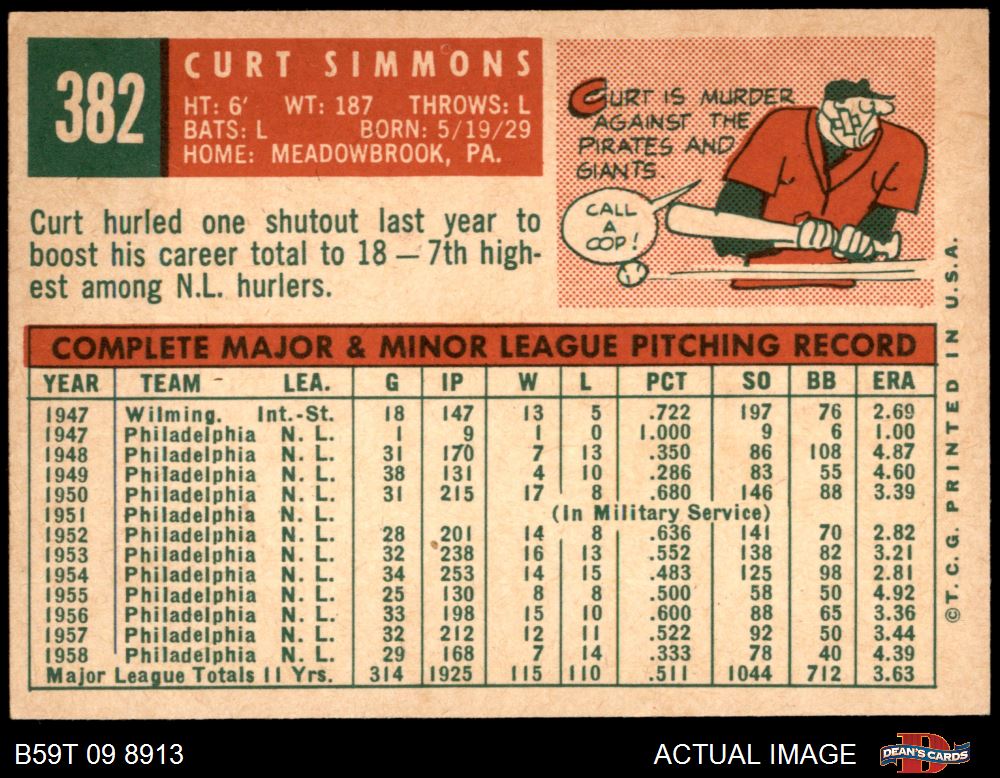 382
CURT SIMMONS
HT: 6' WT: 187 THROWS: L
BATS: L BORN: 5/19/29
HOME: MEADOWBROOK, PA.
Curt hurled one shutout last year to
boost his career total to 18 — 7th high-
est among N.L. hurlers.
CURT IS MURDER
AGAINST THE
PIRATES AND
GIANTS.
CALL
A
COP!
COMPLETE MAJOR & MINOR LEAGUE PITCHING RECORD
YEAR TEAM LEA. G IP W L PCT SO BB ERA
1947 Wilming. Int.-St. 18 147 13 5 .722 197 76 2.69
1947 Philadelphia N. L. 1 9 1 0 1.000 9 6 1.00
1948 Philadelphia N. L. 31 170 7 13 .350 86 108 4.87
1949 Philadelphia N. L. 38 131 4 10 .286 83 55 4.60
1950 Philadelphia N. L. 31 215 17 8 .680 146 88 3.39
1951 Philadelphia N. L. (In Military Service)
1952 Philadelphia N. L. 28 201 14 8 .636 141 70 2.82
1953 Philadelphia N. L. 32 238 16 13 .552 138 82 3.21
1954 Philadelphia N. L. 34 253 14 15 .483 125 98 2.81
1955 Philadelphia N. L. 25 130 8 8 .500 58 50 4.92
1956 Philadelphia N. L. 33 198 15 10 .600 88 65 3.36
1957 Philadelphia N. L. 32 212 12 11 .522 92 50 3.44
1958 Philadelphia N. L. 29 168 7 14 .333 78 40 4.39
Major League Totals 11 Yrs. 314 1925 115 110 .511 1044 712 3.63
©T. C. G. PRINTED IN U.S.A.
B59T 09 8913
ACTUAL IMAGE
D
DEAN'S CARDS